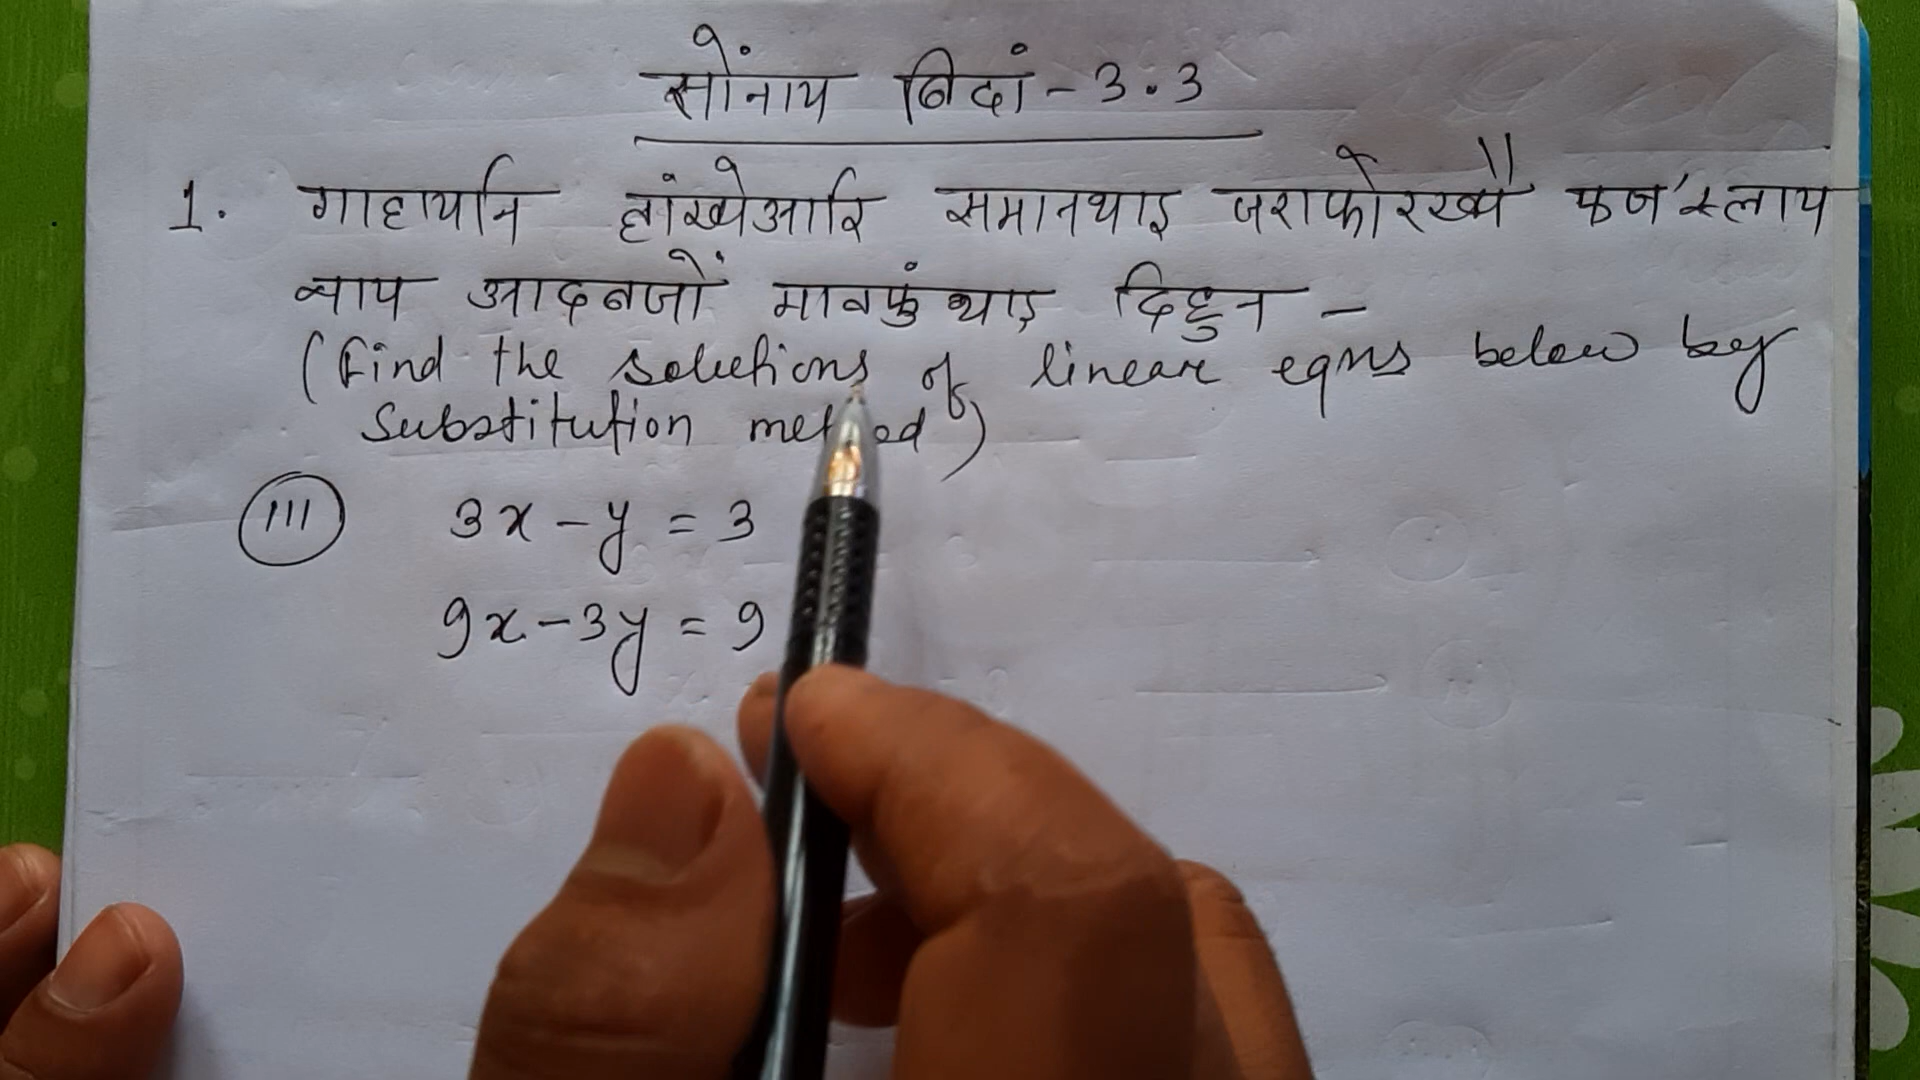 सोंनाय बिदां - 3.3
1. गाहायनि हांख्येआरि समानथाइ जराफोरख्यौ फज'स्लाय
खाय आदबजों मावफुंथाइ दिहुन -
(Find the solutions of linear eqns below by
substitution method)
(III) 3x - y = 3
9x - 3y = 9